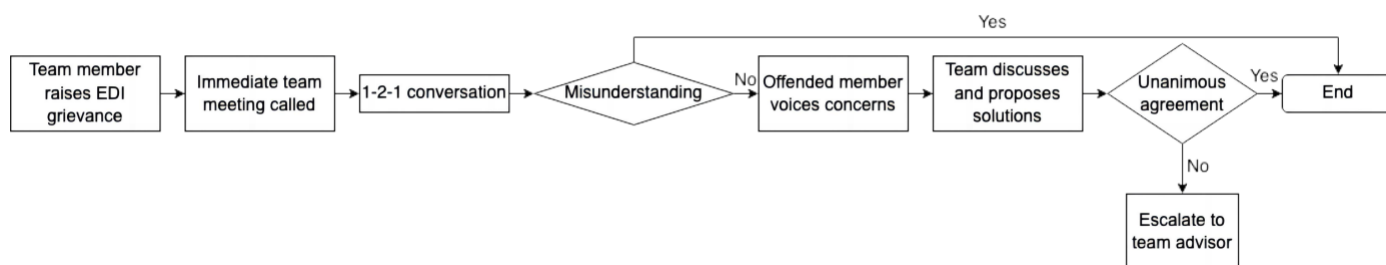 Yes
Team member
raises EDI
grievance
Immediate team
meeting called
1-2-1 conversation
Misunderstanding
No
Offended member
voices concerns
Team discusses
and proposes
solutions
Unanimous
agreement
Yes
End
No
Escalate to
team advisor